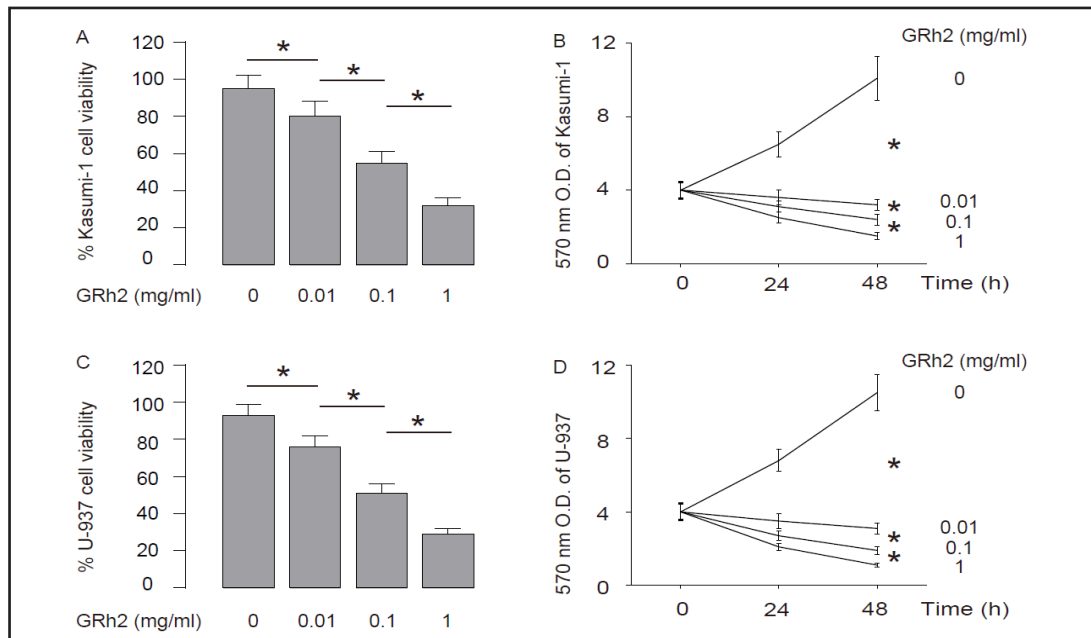 A
% Kasumi-1 cell viability
120
100
80
60
40
20
0
* * *
GRh2 (mg/ml) 0 0.01 0.1 1
B
570 nm O.D. of Kasumi-1
12
8
4
0
GRh2 (mg/ml)
0
*
0.01
*
0.1
*
1
0 24 48 Time (h)
C
% U-937 cell viability
120
100
80
60
40
20
0
* * *
GRh2 (mg/ml) 0 0.01 0.1 1
D
570 nm O.D. of U-937
12
8
4
0
GRh2 (mg/ml)
0
*
0.01
*
0.1
*
1
0 24 48 Time (h)